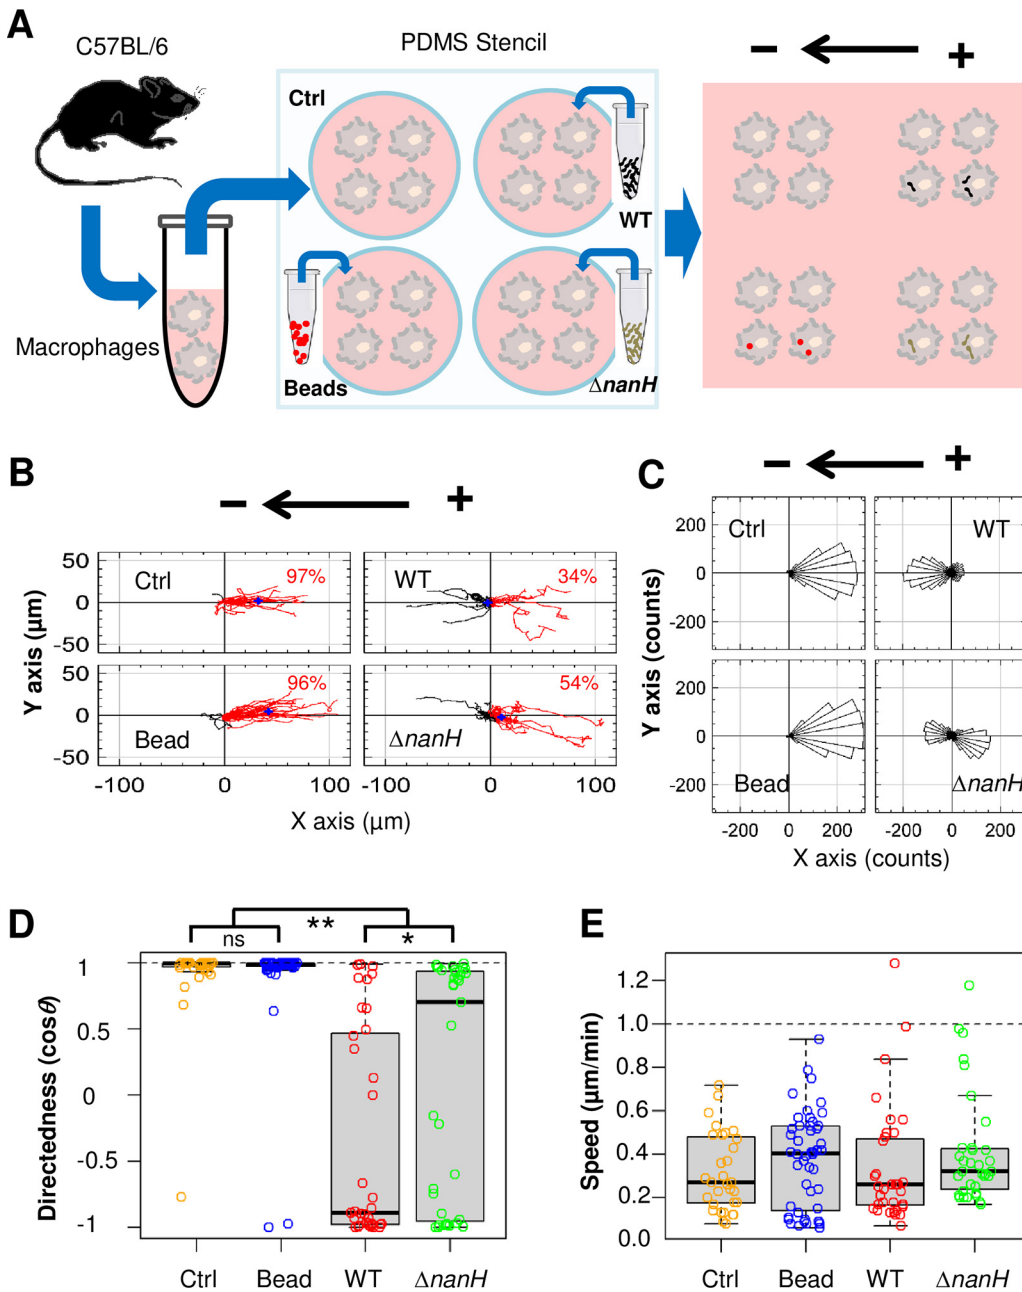 A
C57BL/6
PDMS Stencil
− +
Ctrl
WT
Macrophages
Beads
ΔnanH
B
− +
C
− +
Y axis (µm)
50
0
-50
Ctrl
97%
WT
34%
50
0
-50
Bead
96%
ΔnanH
54%
-100 0 100 -100 0 100
X axis (µm)
Y axis (counts)
200
0
-200
Ctrl
WT
200
0
-200
Bead
ΔnanH
-200 0 200 -200 0 200
X axis (counts)
D
**
ns
*
Directedness (cosθ)
1
0.5
0
-0.5
-1
Ctrl Bead WT ΔnanH
E
Speed (µm/min)
1.2
1.0
0.8
0.6
0.4
0.2
0.0
Ctrl Bead WT ΔnanH